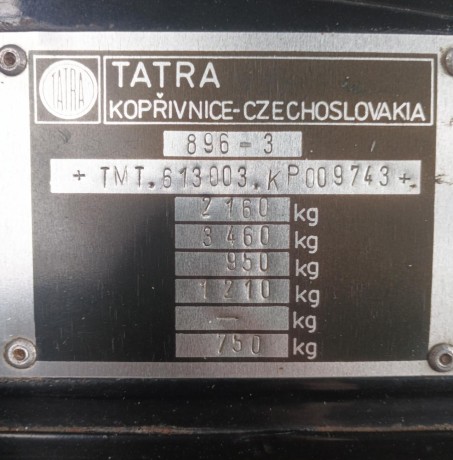 TATRA
TATRA
KOPŘIVNICE-CZECHOSLOVAKIA
896-3
+ TMT.613003.KP009743+
2160 kg
3460 kg
950 kg
1210 kg
— kg
750 kg